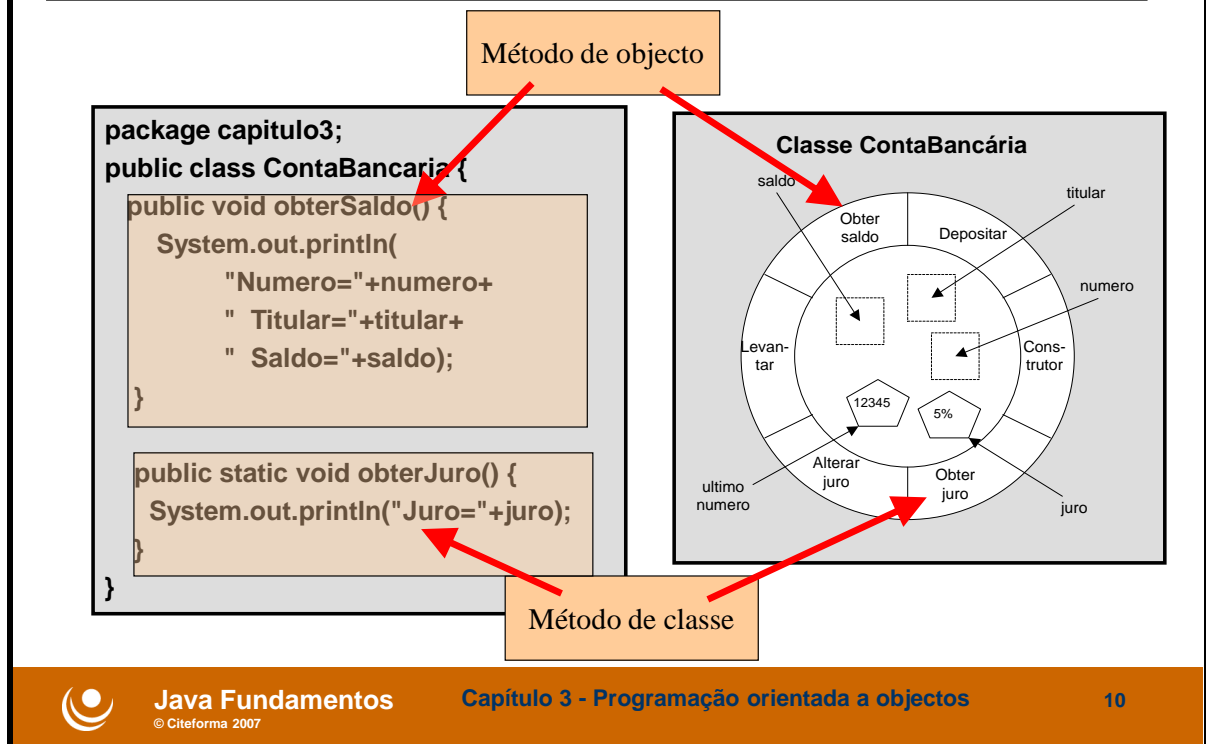 Método de objecto
package capitulo3;
public class ContaBancaria {
public void obterSaldo() {
System.out.println(
"Numero="+numero+
" Titular="+titular+
" Saldo="+saldo);
}
public static void obterJuro() {
System.out.println("Juro="+juro);
}
}
Classe ContaBancária
saldo
titular
Obter
saldo
Depositar
numero
Levan-
tar
Cons-
trutor
12345
5%
Alterar
juro
Obter
juro
ultimo
numero
juro
Método de classe
Java Fundamentos
© Citeforma 2007
Capítulo 3 - Programação orientada a objectos
10